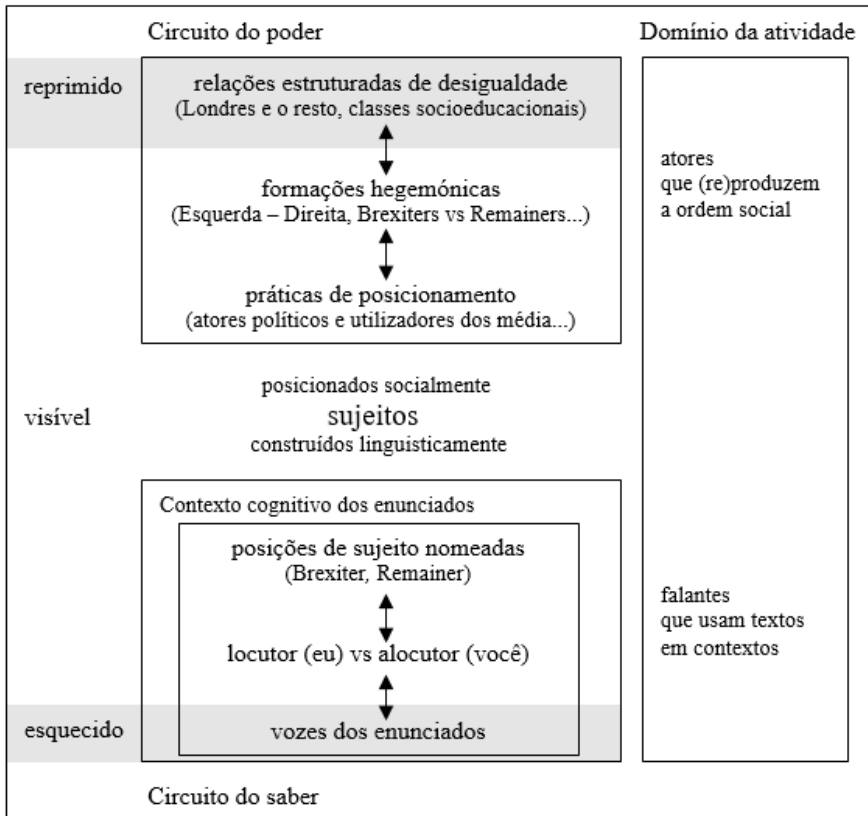 Circuito do poder
Domínio da atividade
reprimido
relações estruturadas de desigualdade
(Londres e o resto, classes socioeducacionais)
formações hegemónicas
(Esquerda – Direita, Brexiters vs Remainers...)
práticas de posicionamento
(atores políticos e utilizadores dos média...)
atores
que (re)produzem
a ordem social
visível
posicionados socialmente
sujeitos
construídos linguisticamente
Contexto cognitivo dos enunciados
posições de sujeito nomeadas
(Brexiter, Remainer)
locutor (eu) vs alocutor (você)
falantes
que usam textos
em contextos
esquecido
vozes dos enunciados
Circuito do saber